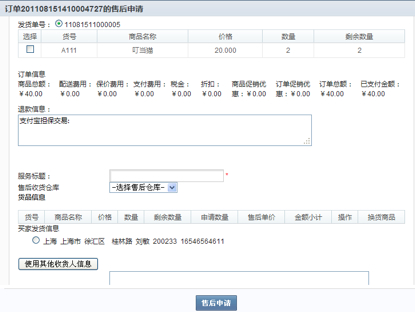 订单201108151410004727的售后申请
发货单号： 11081511000005
选择 货号 商品名称 价格 数量 剩余数量
A111 叮当猫 20.000 2 2
订单信息
商品总额： 配送费用： 保价费用： 支付费用： 税金： 折扣： 商品促销优惠：￥0.00 订单促销优惠：￥0.00 订单总额： 已支付金额：
￥40.00 ￥0.00 ￥0.00 ￥0.00 ￥0.00 ￥0.00 ￥40.00 ￥40.00
退款信息
支付宝担保交易:
服务标题： *
售后收货仓库 -选择售后仓库-
货品信息
货号 商品名称 价格 数量 剩余数量 申请数量 售后单价 金额小计 操作 换货商品
买家发货信息
上海 上海市 徐汇区 桂林路 刘敏 200233 16546564611
使用其他收货人信息
售后申请